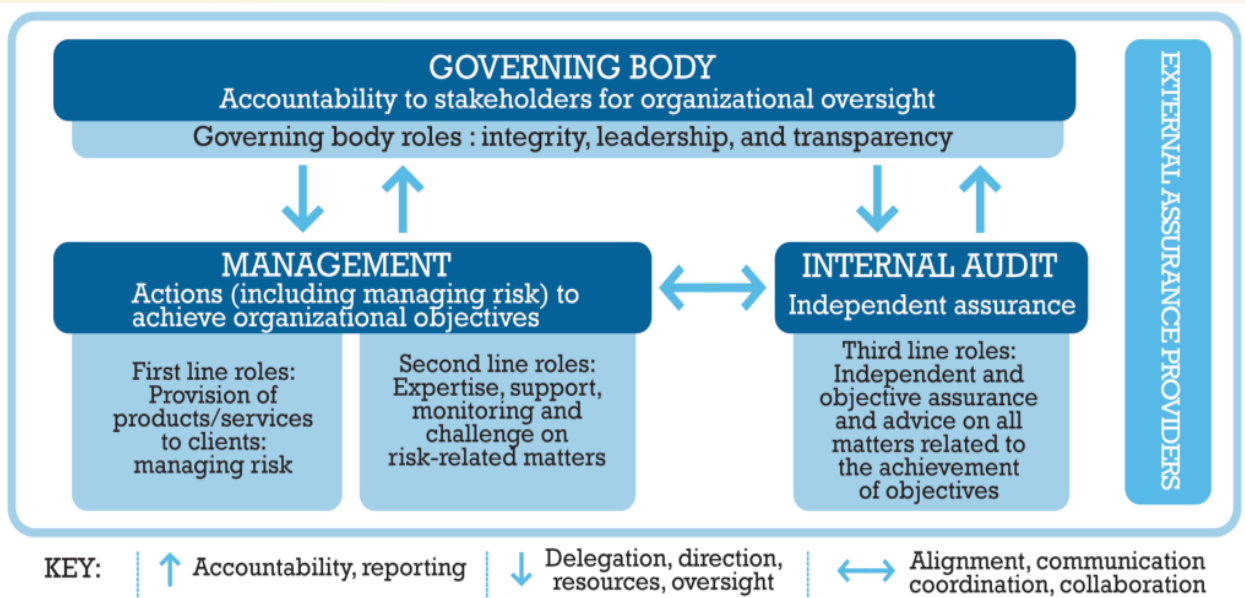 GOVERNING BODY
Accountability to stakeholders for organizational oversight
Governing body roles : integrity, leadership, and transparency
MANAGEMENT
Actions (including managing risk) to
achieve organizational objectives
First line roles:
Provision of
products/services
to clients:
managing risk
Second line roles:
Expertise, support,
monitoring and
challenge on
risk-related matters
INTERNAL AUDIT
Independent assurance
Third line roles:
Independent and
objective assurance
and advice on all
matters related to
the achievement
of objectives
EXTERNAL ASSURANCE PROVIDERS
KEY:
Accountability, reporting
Delegation, direction,
resources, oversight
Alignment, communication
coordination, collaboration